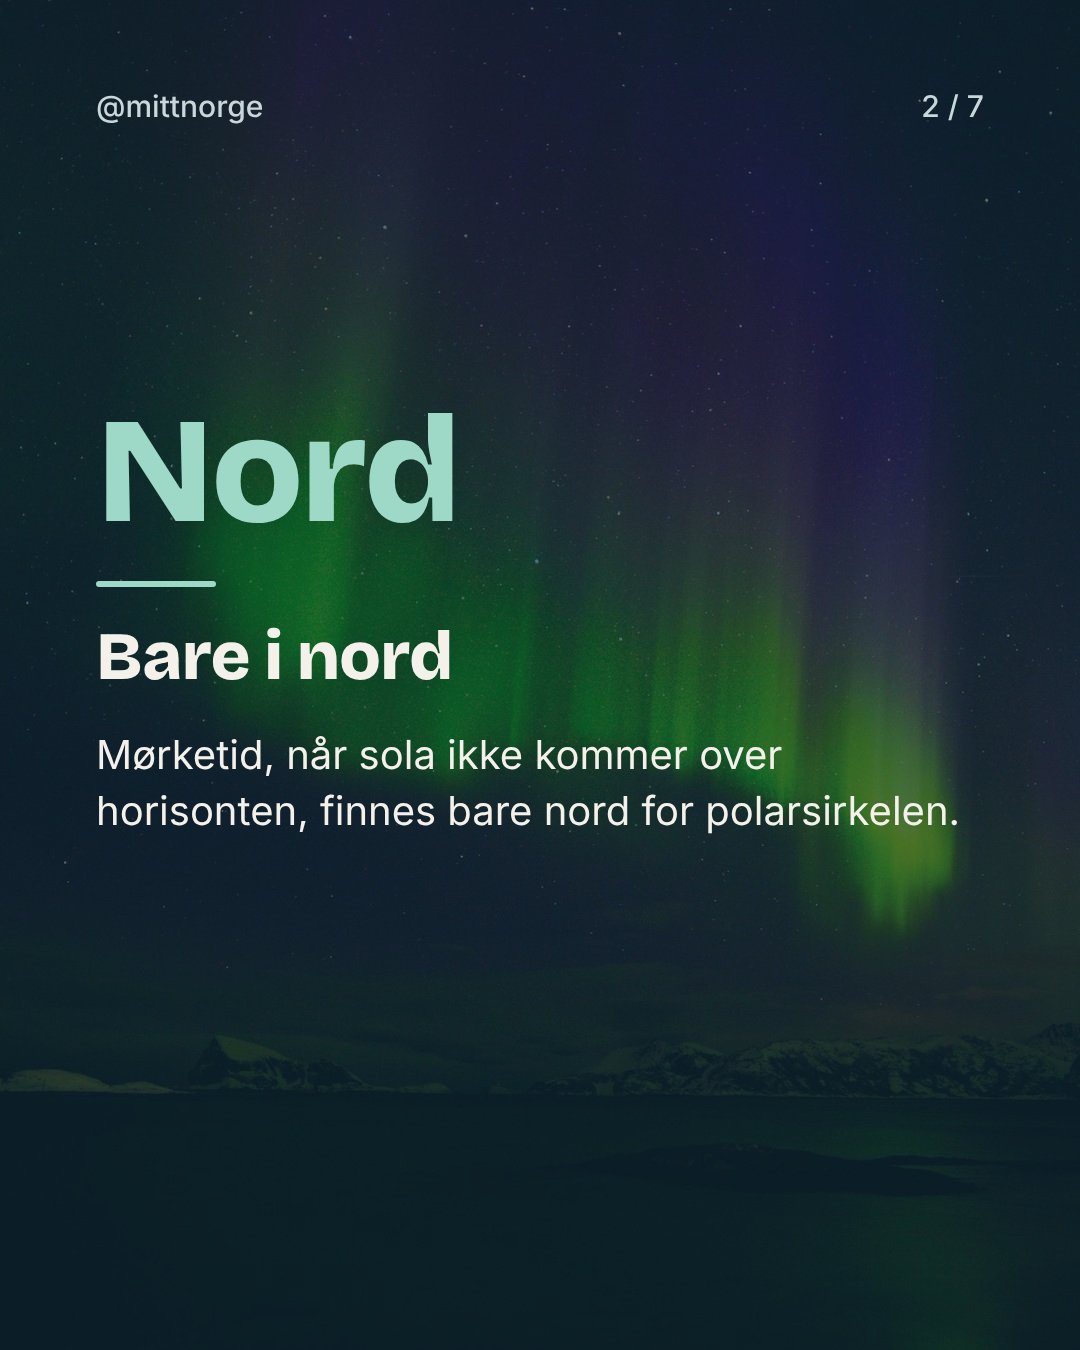 @mittnorge
2 / 7
Nord
Bare i nord
Mørketid, når sola ikke kommer over
horisonten, finnes bare nord for polarsirkelen.